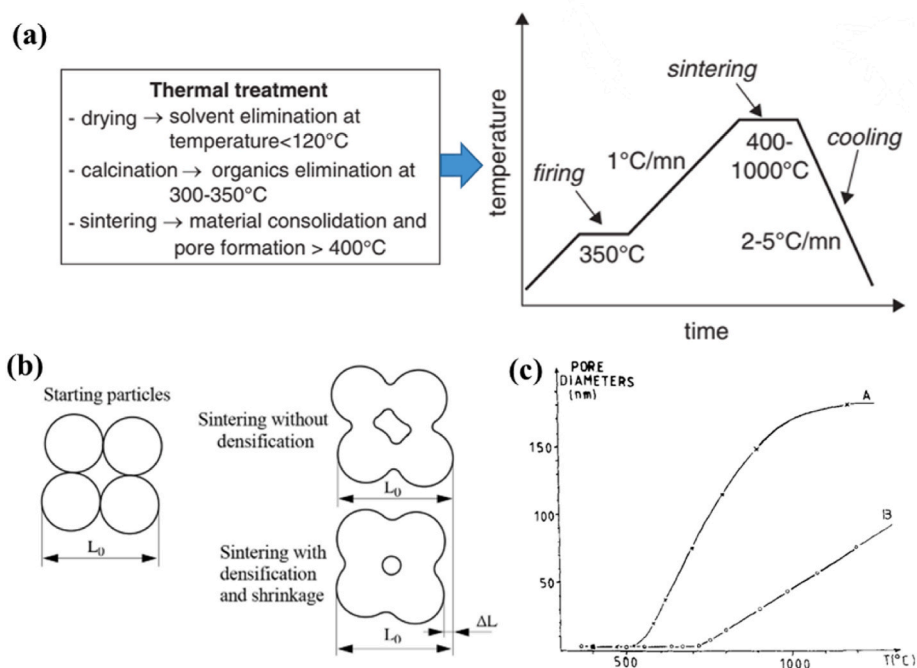 (a)
Thermal treatment
- drying → solvent elimination at
temperature<120°C
- calcination → organics elimination at
300-350°C
- sintering → material consolidation and
pore formation > 400°C
temperature
firing
350°C
1°C/mn
sintering
400-
1000°C
cooling
2-5°C/mn
time
(b)
Starting particles
L₀
Sintering without
densification
L₀
Sintering with
densification
and shrinkage
L₀
ΔL
(c)
PORE
DIAMETERS
(nm)
A
B
150
100
50
500
1000
T(°C)